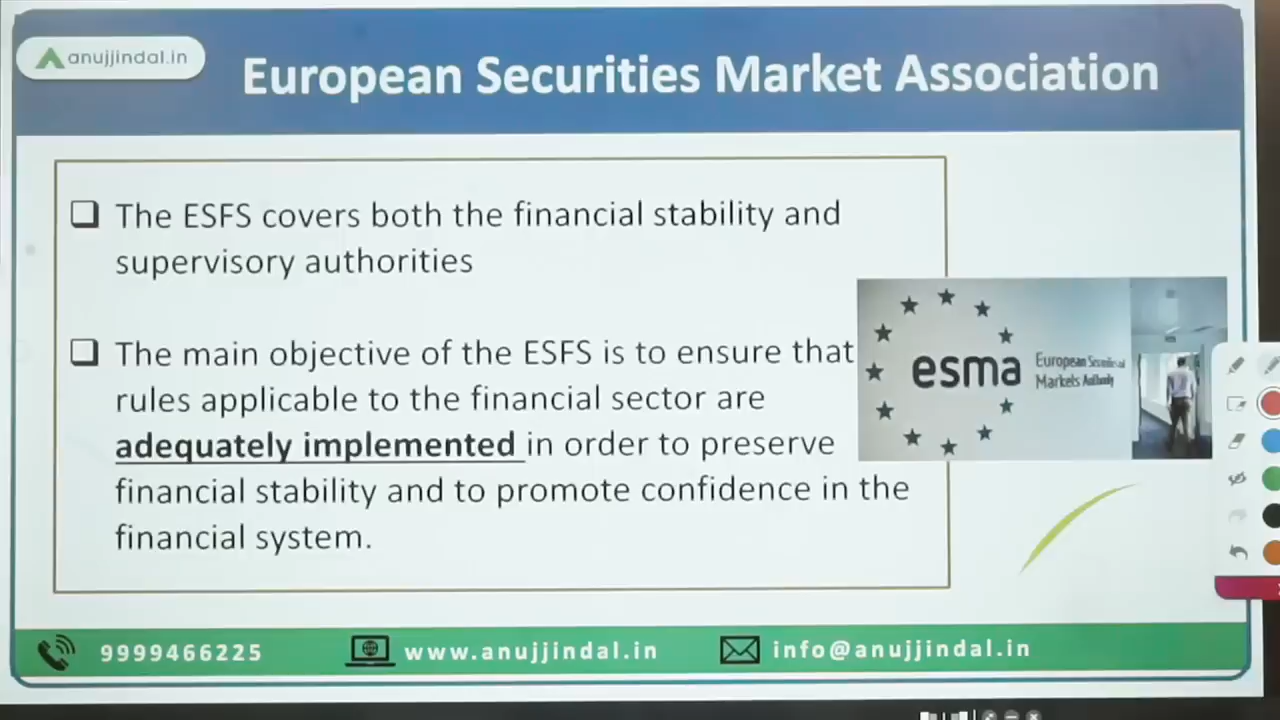 anujjindal.in
European Securities Market Association
❑ The ESFS covers both the financial stability and
supervisory authorities
❑ The main objective of the ESFS is to ensure that
rules applicable to the financial sector are
adequately implemented in order to preserve
financial stability and to promote confidence in the
financial system.
esma
European Securities and
Markets Authority
9999466225
www.anujjindal.in
info@anujjindal.in